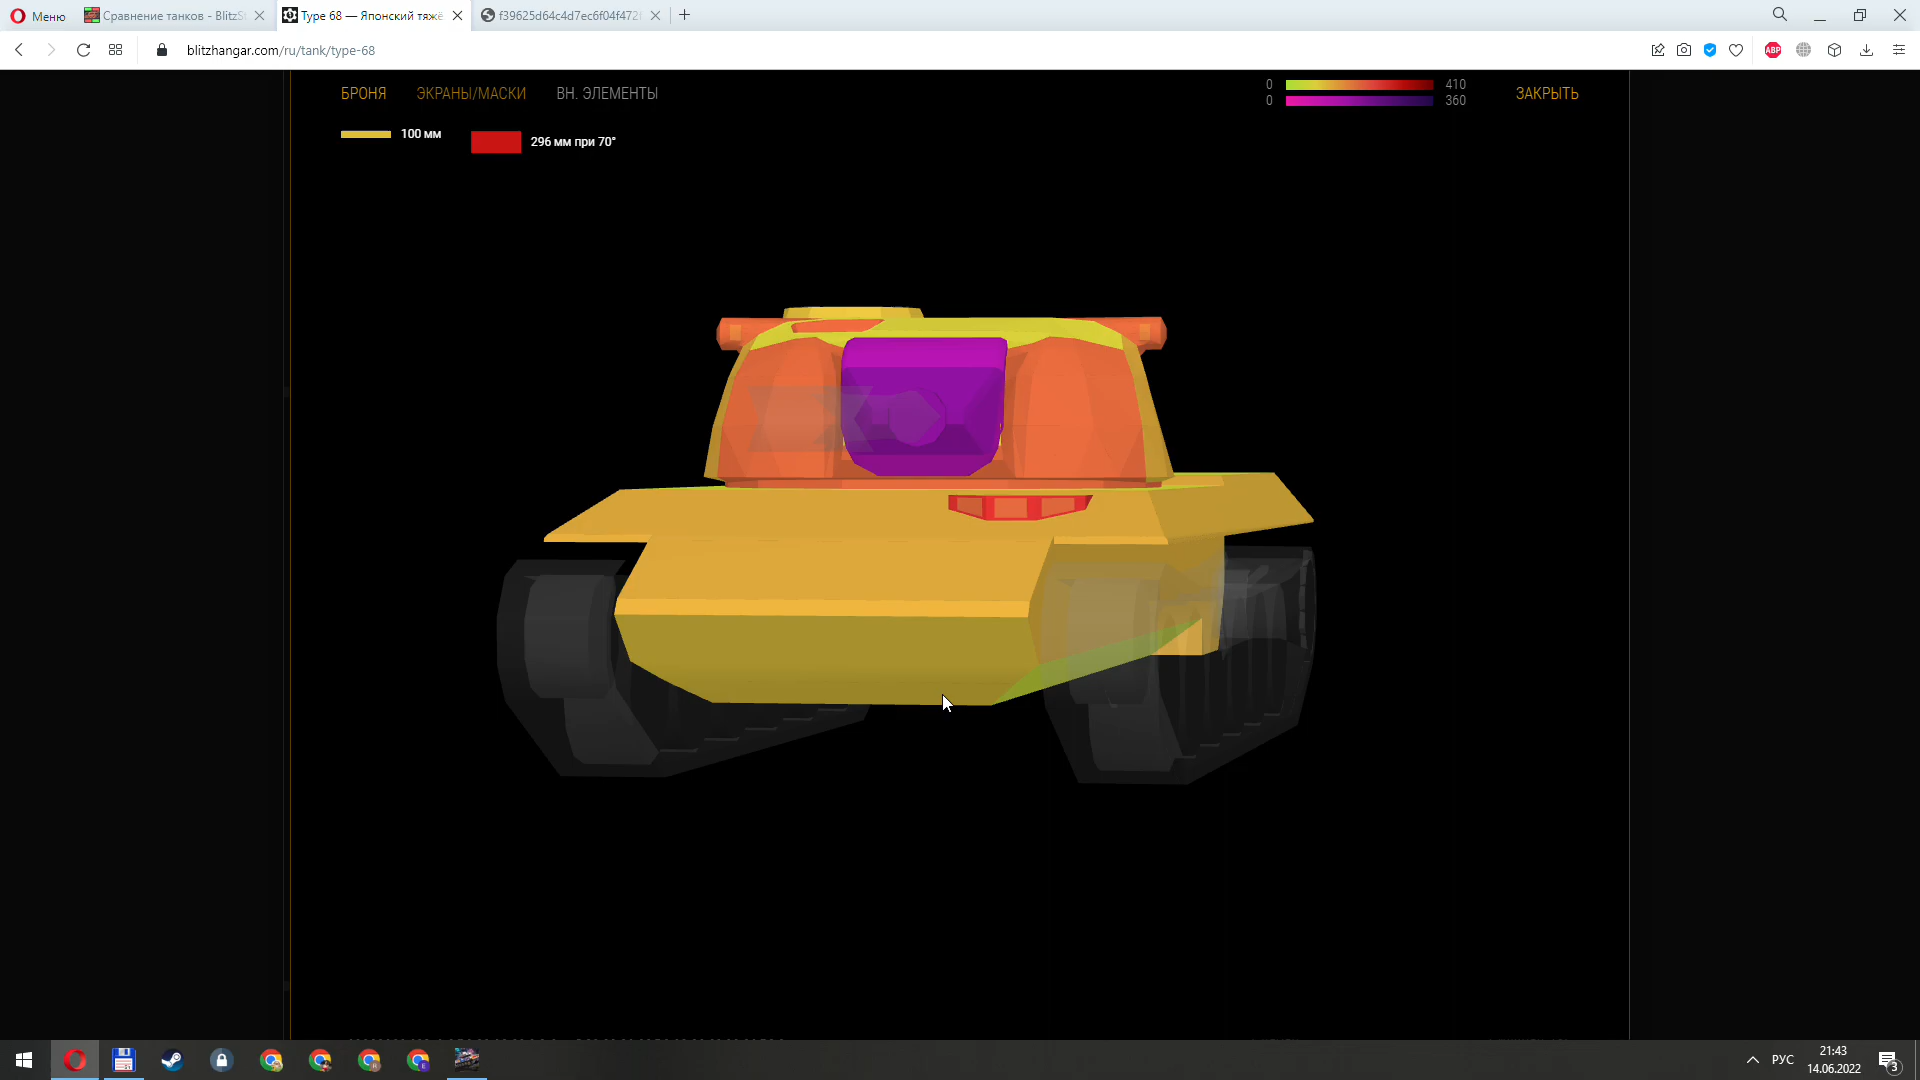 Меню
Сравнение танков - BlitzSt
Type 68 — Японский тяжё
f39625d64c4d7ec6f04f472
blitzhangar.com/ru/tank/type-68
БРОНЯ ЭКРАНЫ/МАСКИ ВН. ЭЛЕМЕНТЫ
0 410
0 360
ЗАКРЫТЬ
100 мм
296 мм при 70°
РУС
21:43
14.06.2022
3